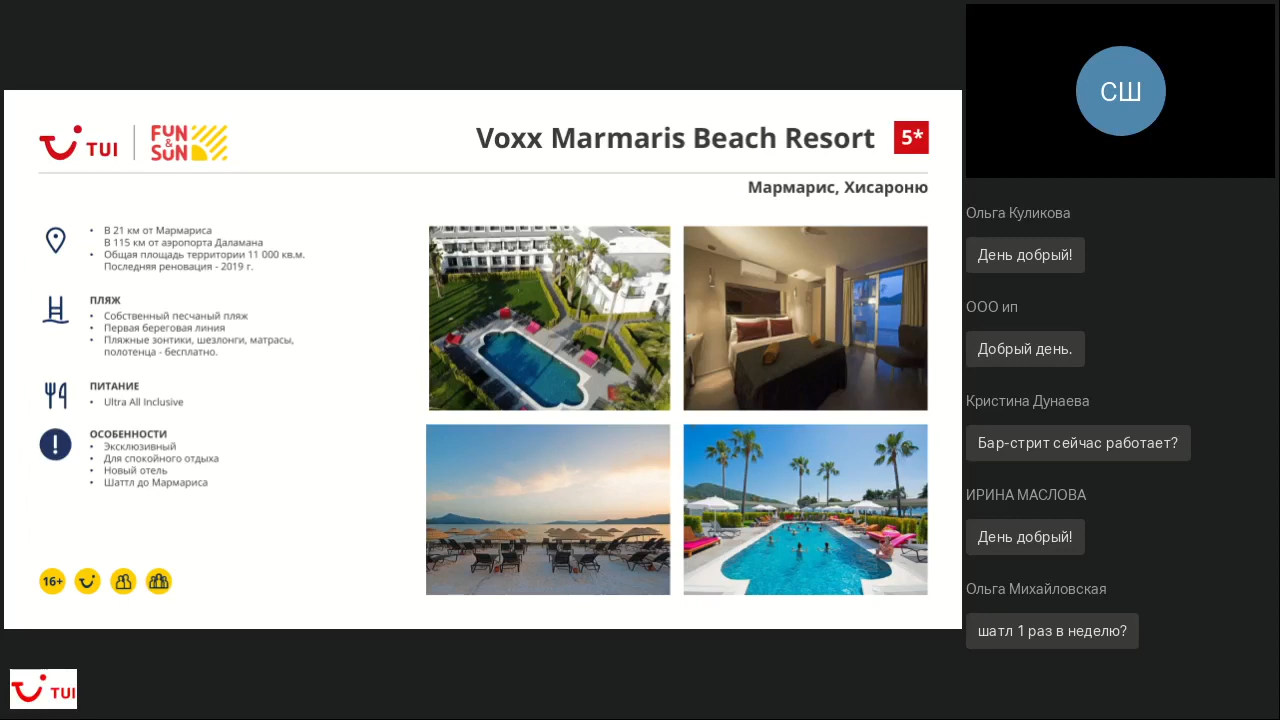 TUI
FUN
&
SUN
Voxx Marmaris Beach Resort
5*
Мармарис, Хисароню
• В 21 км от Мармариса
В 115 км от аэропорта Даламана
• Общая площадь территории 11 000 кв.м.
Последняя реновация - 2019 г.
ПЛЯЖ
• Собственный песчаный пляж
• Первая береговая линия
• Пляжные зонтики, шезлонги, матрасы,
полотенца - бесплатно.
ПИТАНИЕ
• Ultra All Inclusive
ОСОБЕННОСТИ
• Эксклюзивный
• Для спокойного отдыха
• Новый отель
• Шаттл до Мармариса
16+
TUI
СШ
Ольга Куликова
День добрый!
ООО ип
Добрый день.
Кристина Дунаева
Бар-стрит сейчас работает?
ИРИНА МАСЛОВА
День добрый!
Ольга Михайловская
шатл 1 раз в неделю?